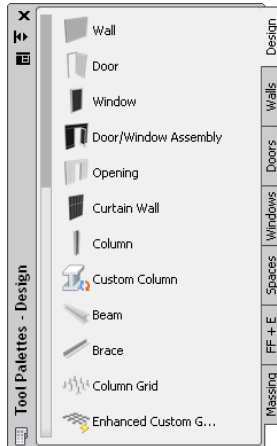 Wall
Door
Window
Door/Window Assembly
Opening
Curtain Wall
Column
Custom Column
Beam
Brace
Column Grid
Enhanced Custom G...
Design
Walls
Doors
Windows
Spaces
FF + E
Massing
Tool Palettes - Design